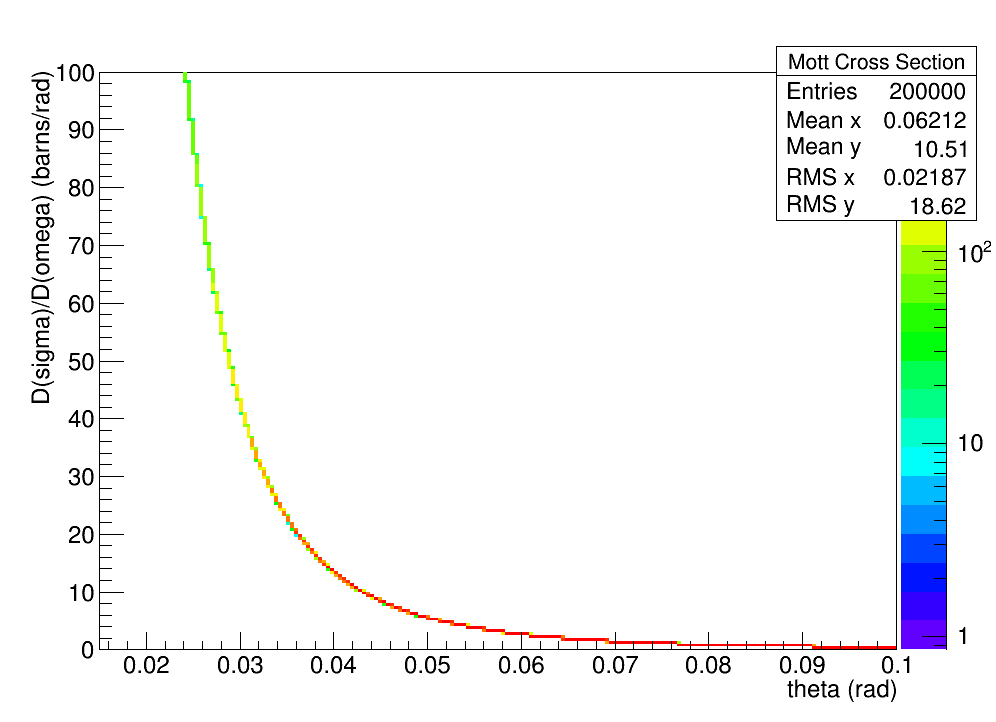 Mott Cross Section
Entries 200000
Mean x 0.06212
Mean y 10.51
RMS x 0.02187
RMS y 18.62
D(sigma)/D(omega) (barns/rad)
100
90
80
70
60
50
40
30
20
10
0
0.02 0.03 0.04 0.05 0.06 0.07 0.08 0.09 0.1
theta (rad)
10²
10
1